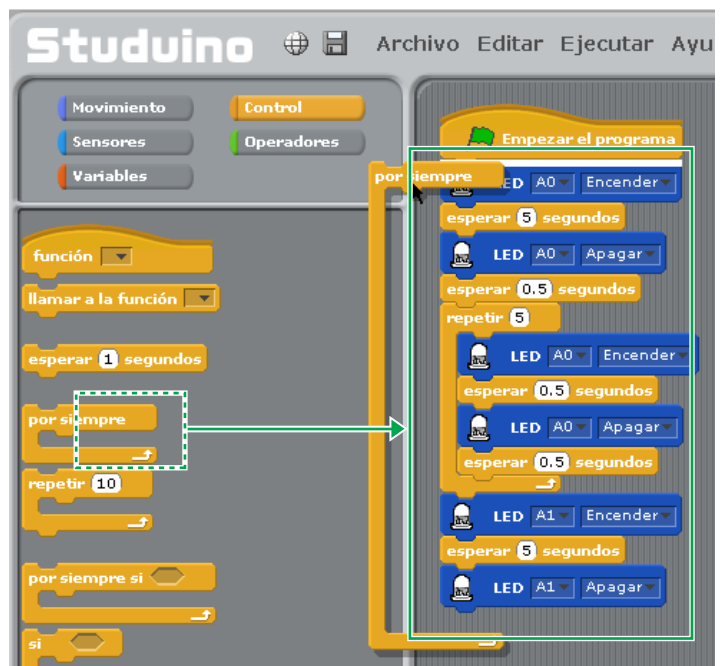 Studuino Archivo Editar Ejecutar Ayu
Movimiento Control
Sensores Operadores
Variables
función
llamar a la función
esperar 1 segundos
por siempre
repetir 10
por siempre si
si
Empezar el programa
por siempre
ED A0 Encender
esperar 5 segundos
LED A0 Apagar
esperar 0.5 segundos
repetir 5
LED A0 Encender
esperar 0.5 segundos
LED A0 Apagar
esperar 0.5 segundos
LED A1 Encender
esperar 5 segundos
LED A1 Apagar